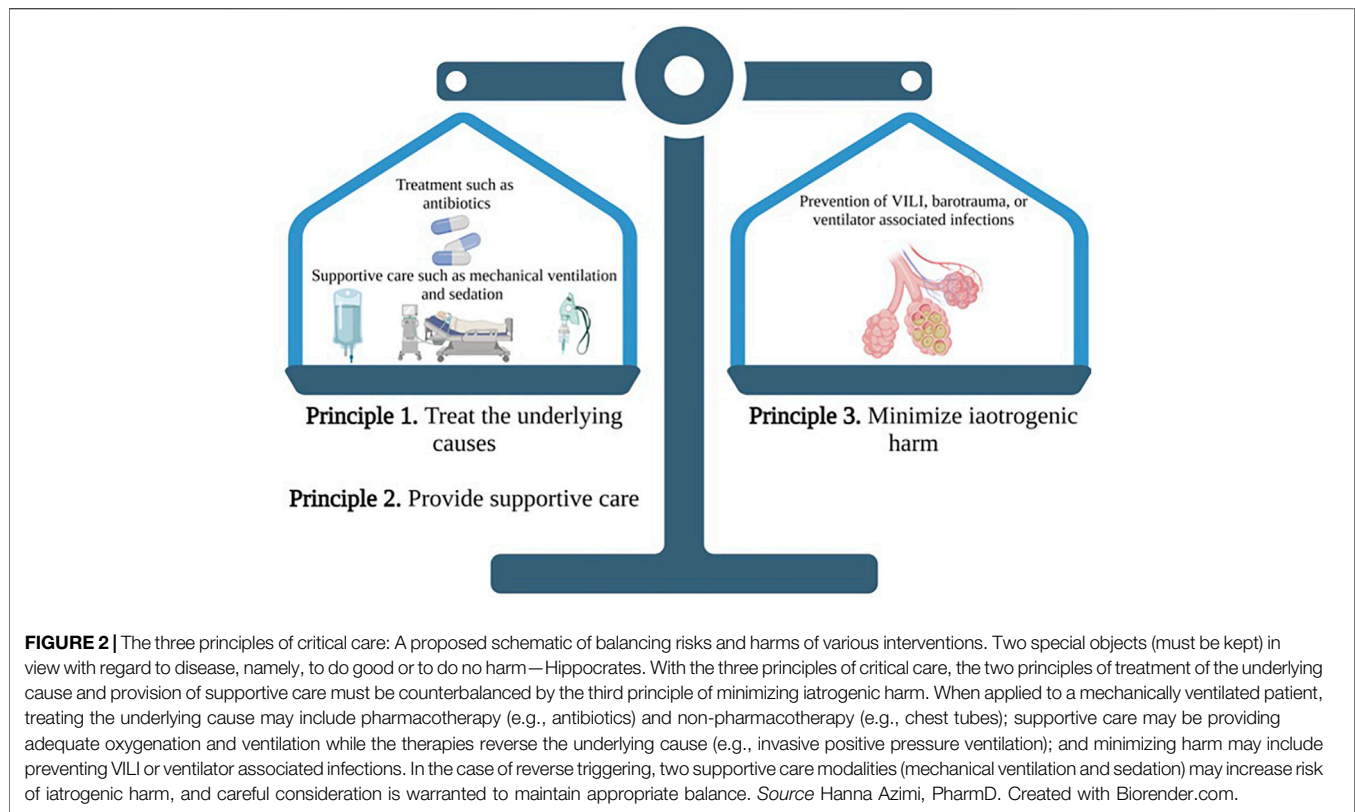 Treatment such as
antibiotics
Supportive care such as mechanical ventilation
and sedation
Prevention of VILI, barotrauma, or
ventilator associated infections
Principle 1. Treat the underlying
causes
Principle 2. Provide supportive care
Principle 3. Minimize iaotrogenic
harm
FIGURE 2 | The three principles of critical care: A proposed schematic of balancing risks and harms of various interventions. Two special objects (must be kept) in
view with regard to disease, namely, to do good or to do no harm—Hippocrates. With the three principles of critical care, the two principles of treatment of the underlying
cause and provision of supportive care must be counterbalanced by the third principle of minimizing iatrogenic harm. When applied to a mechanically ventilated patient,
treating the underlying cause may include pharmacotherapy (e.g., antibiotics) and non-pharmacotherapy (e.g., chest tubes); supportive care may be providing
adequate oxygenation and ventilation while the therapies reverse the underlying cause (e.g., invasive positive pressure ventilation); and minimizing harm may include
preventing VILI or ventilator associated infections. In the case of reverse triggering, two supportive care modalities (mechanical ventilation and sedation) may increase risk
of iatrogenic harm, and careful consideration is warranted to maintain appropriate balance. Source Hanna Azimi, PharmD. Created with Biorender.com.